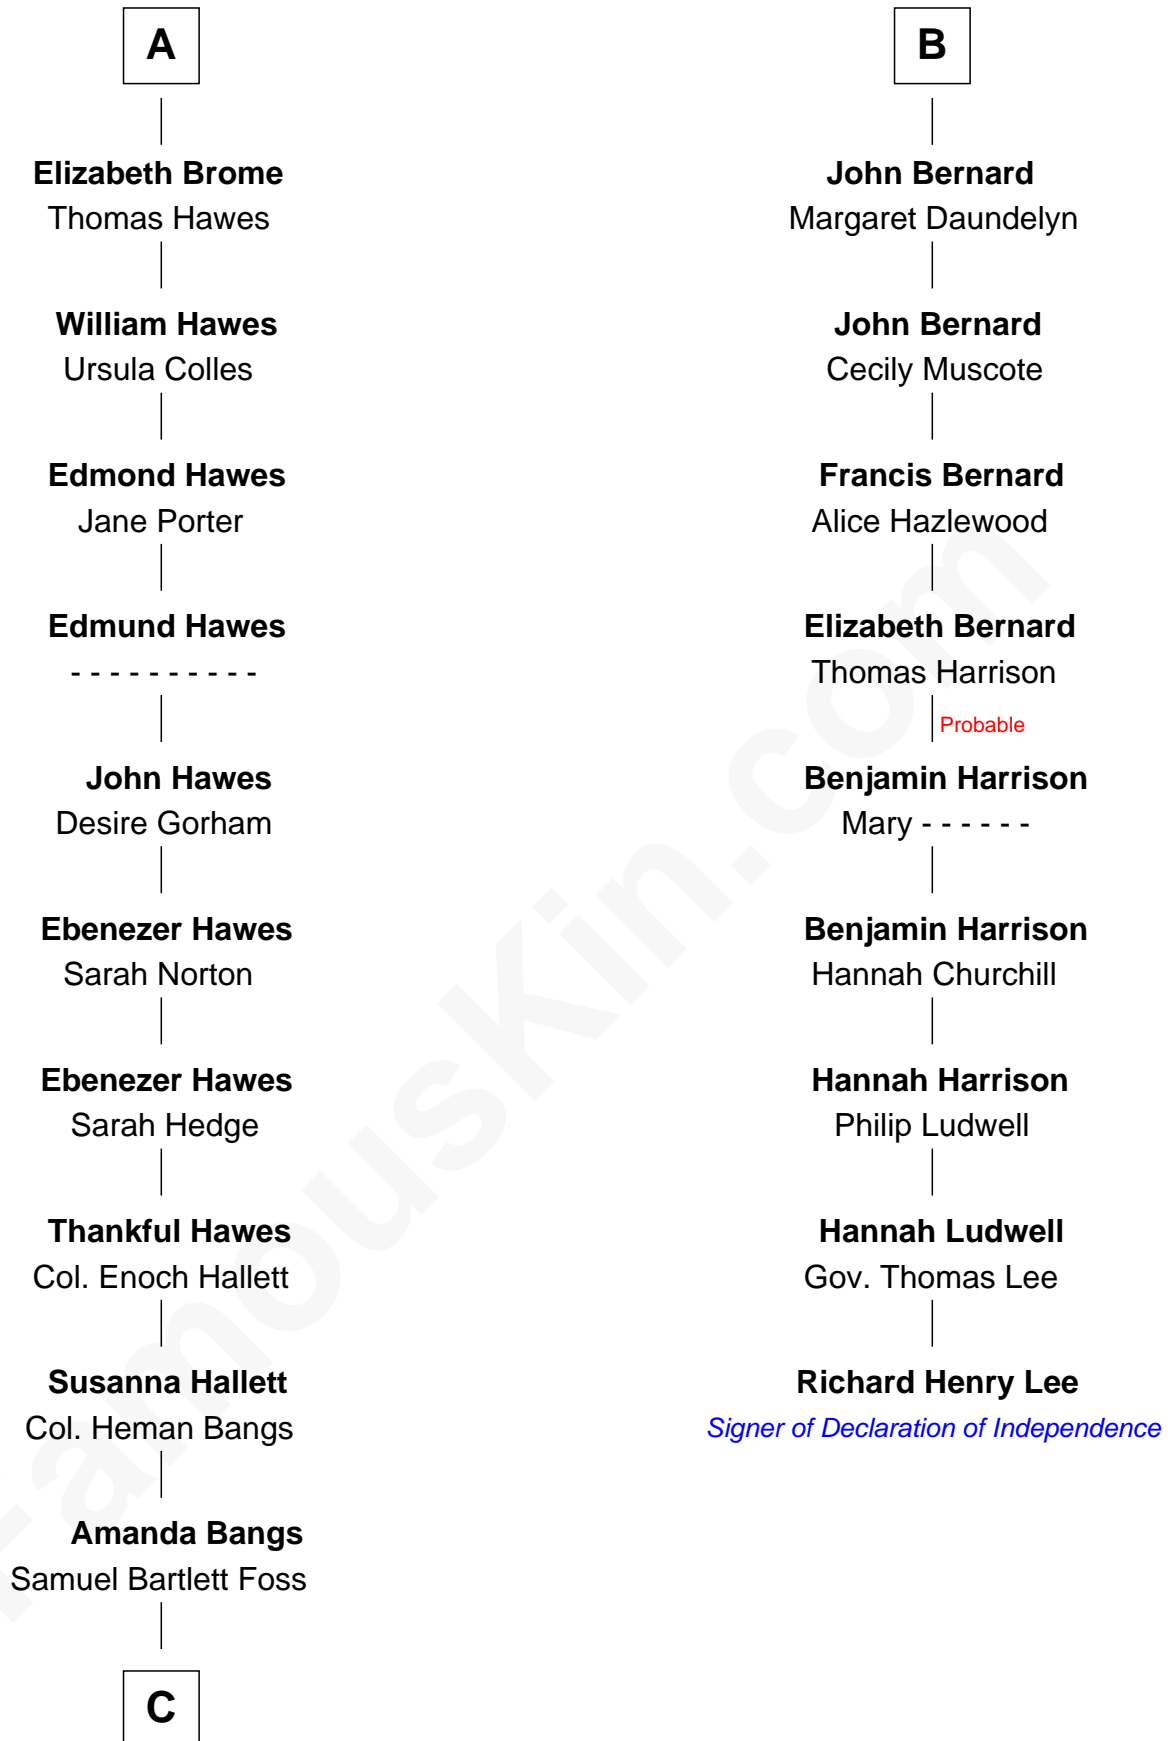 A
Elizabeth Brome
Thomas Hawes
William Hawes
Ursula Colles
Edmond Hawes
Jane Porter
Edmund Hawes
- - - - - - - - - -
John Hawes
Desire Gorham
Ebenezer Hawes
Sarah Norton
Ebenezer Hawes
Sarah Hedge
Thankful Hawes
Col. Enoch Hallett
Susanna Hallett
Col. Heman Bangs
Amanda Bangs
Samuel Bartlett Foss
C
B
John Bernard
Margaret Daundelyn
John Bernard
Cecily Muscote
Francis Bernard
Alice Hazlewood
Elizabeth Bernard
Thomas Harrison
Probable
Benjamin Harrison
Mary - - - - - -
Benjamin Harrison
Hannah Churchill
Hannah Harrison
Philip Ludwell
Hannah Ludwell
Gov. Thomas Lee
Richard Henry Lee
Signer of Declaration of Independence
FamousKin.com